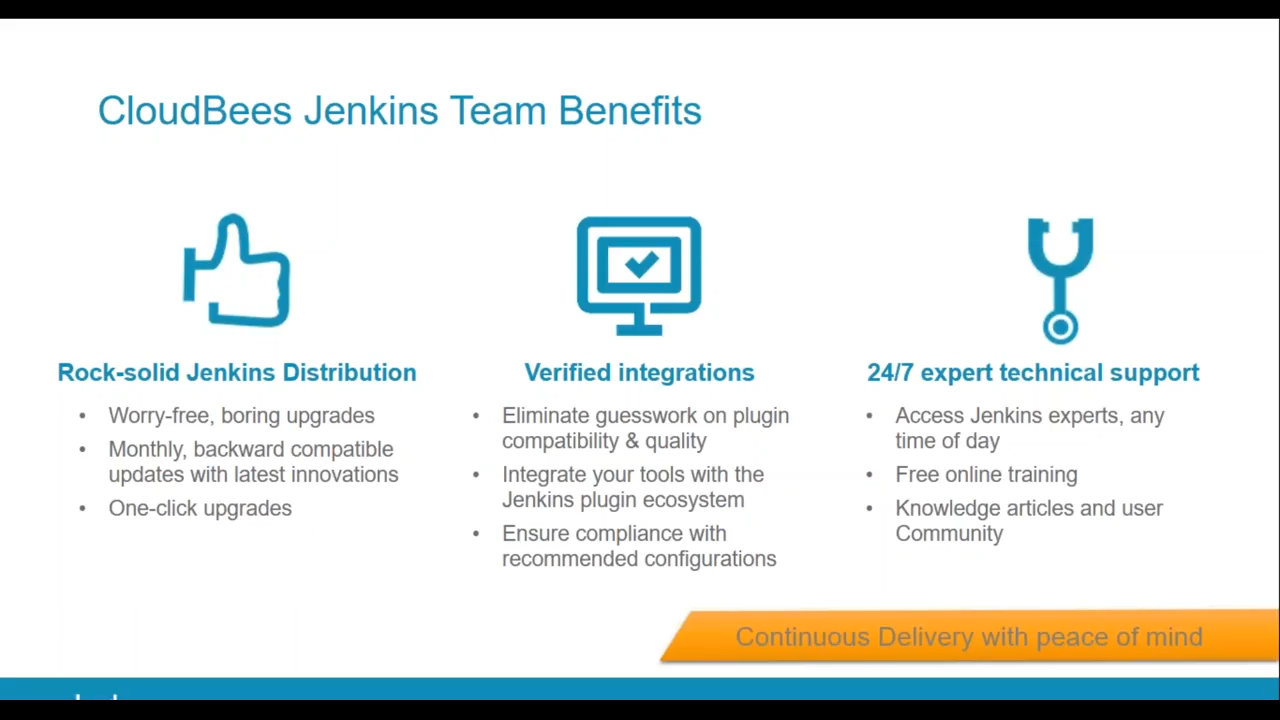 CloudBees Jenkins Team Benefits
Rock-solid Jenkins Distribution
• Worry-free, boring upgrades
• Monthly, backward compatible
updates with latest innovations
• One-click upgrades
Verified integrations
• Eliminate guesswork on plugin
compatibility & quality
• Integrate your tools with the
Jenkins plugin ecosystem
• Ensure compliance with
recommended configurations
24/7 expert technical support
• Access Jenkins experts, any
time of day
• Free online training
• Knowledge articles and user
Community
Continuous Delivery with peace of mind